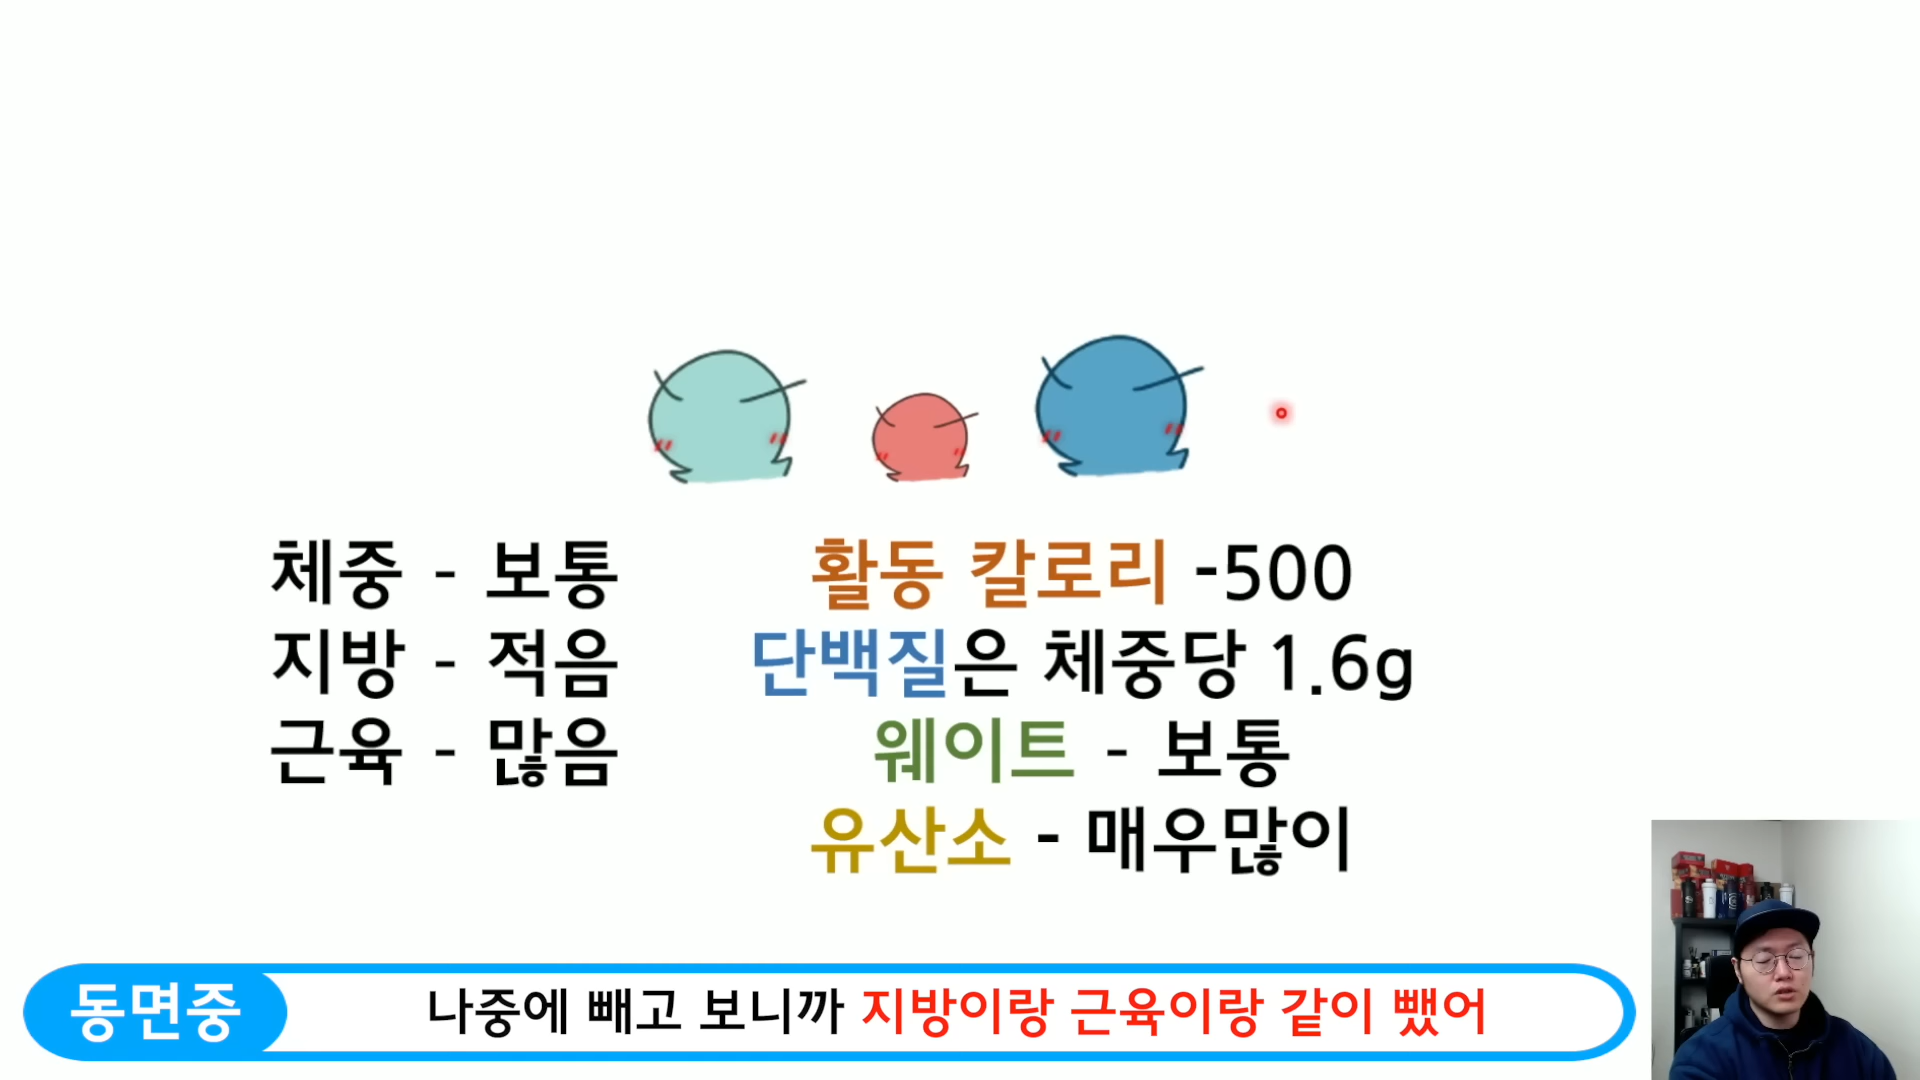 체중 - 보통
지방 - 적음
근육 - 많음
활동 칼로리 -500
단백질은 체중당 1.6g
웨이트 - 보통
유산소 - 매우많이
동면중
나중에 빼고 보니까 지방이랑 근육이랑 같이 뺐어